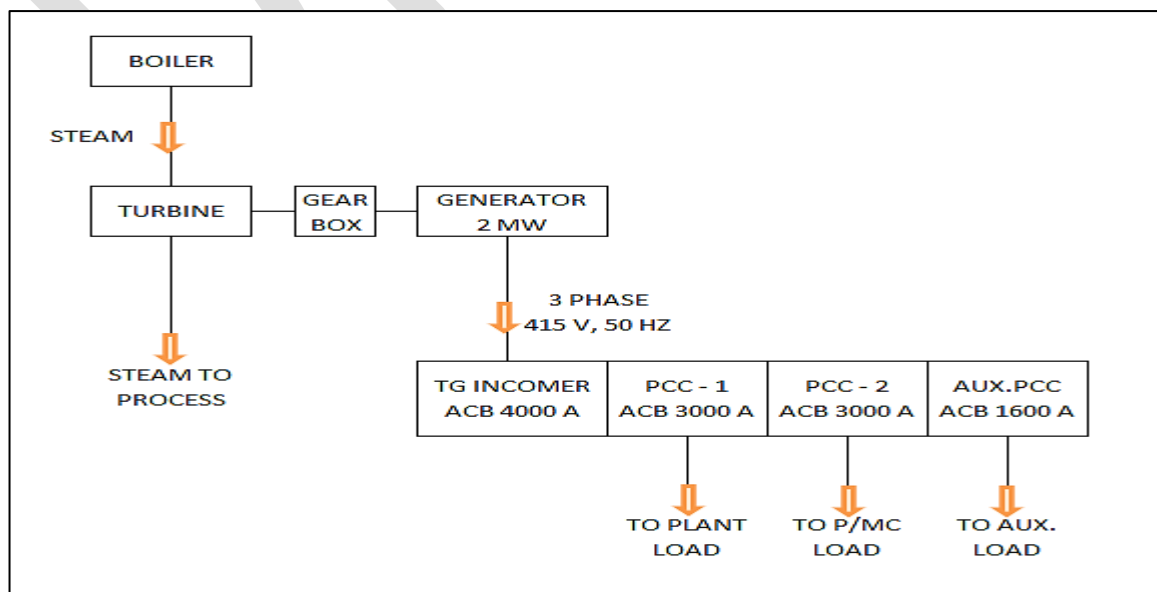 BOILER
STEAM
TURBINE
GEAR
BOX
GENERATOR
2 MW
3 PHASE
415 V, 50 HZ
STEAM TO
PROCESS
TG INCOMER
ACB 4000 A
PCC - 1
ACB 3000 A
PCC - 2
ACB 3000 A
AUX.PCC
ACB 1600 A
TO PLANT
LOAD
TO P/MC
LOAD
TO AUX.
LOAD